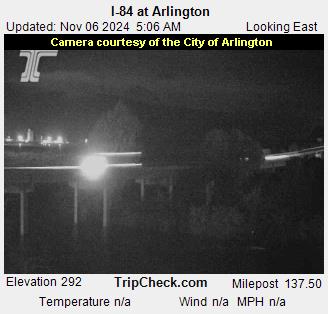 I-84 at Arlington
Updated: Nov 06 2024 5:06 AM Looking East
Camera courtesy of the City of Arlington
Elevation 292 TripCheck.com Milepost 137.50
Temperature n/a Wind n/a MPH n/a